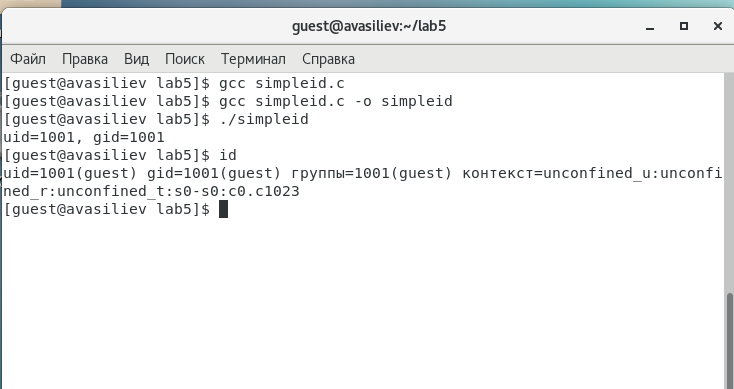 guest@avasiliev:~/lab5
Файл Правка Вид Поиск Терминал Справка
[guest@avasiliev lab5]$ gcc simpleid.c
[guest@avasiliev lab5]$ gcc simpleid.c -o simpleid
[guest@avasiliev lab5]$ ./simpleid
uid=1001, gid=1001
[guest@avasiliev lab5]$ id
uid=1001(guest) gid=1001(guest) группы=1001(guest) контекст=unconfined_u:unconfi
ned_r:unconfined_t:s0-s0:c0.c1023
[guest@avasiliev lab5]$